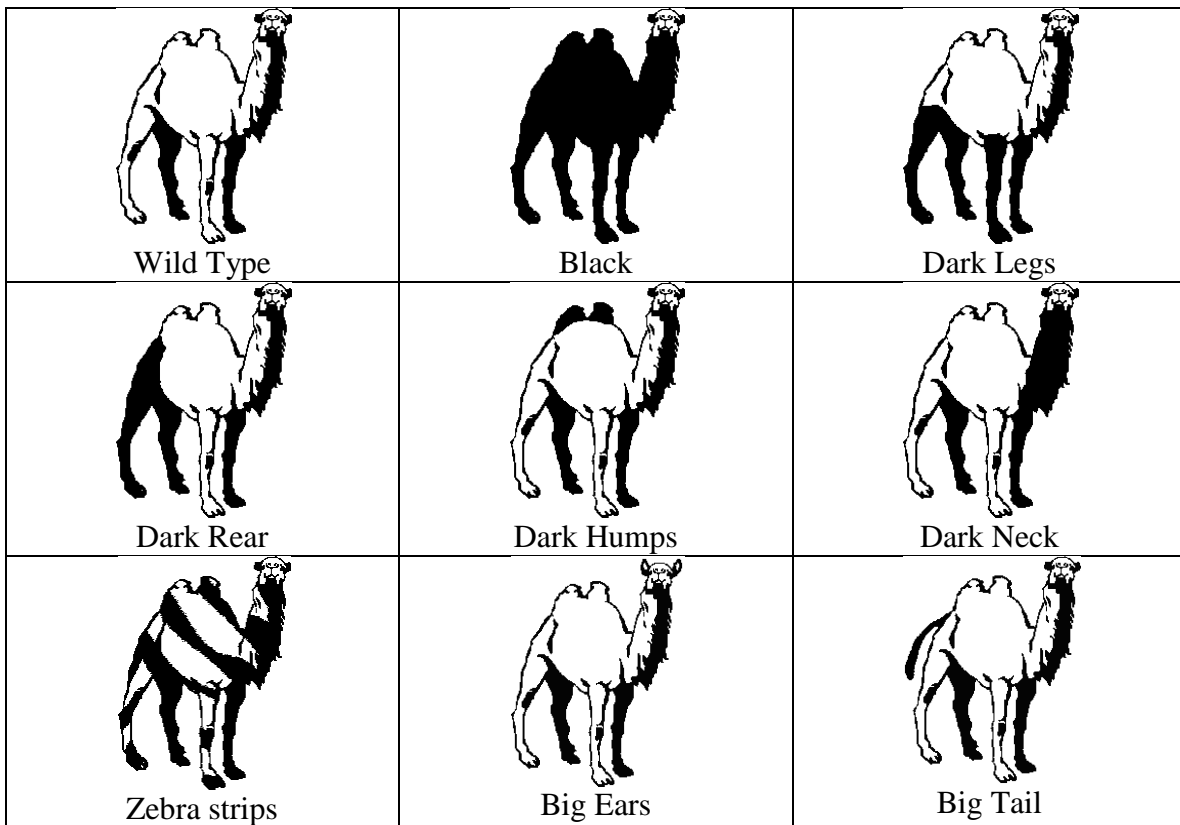 Wild Type
Black
Dark Legs
Dark Rear
Dark Humps
Dark Neck
Zebra strips
Big Ears
Big Tail